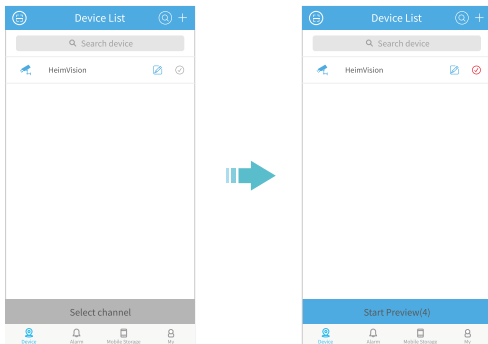 Device List
Search device
HeimVision
Select channel
Device Alarm Mobile Storage My
Device List
Search device
HeimVision
Start Preview(4)
Device Alarm Mobile Storage My